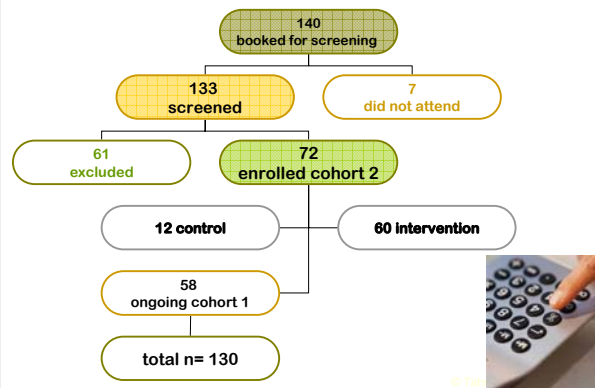 140
booked for screening
133
screened
7
did not attend
61
excluded
72
enrolled cohort 2
12 control
60 intervention
58
ongoing cohort 1
total n= 130